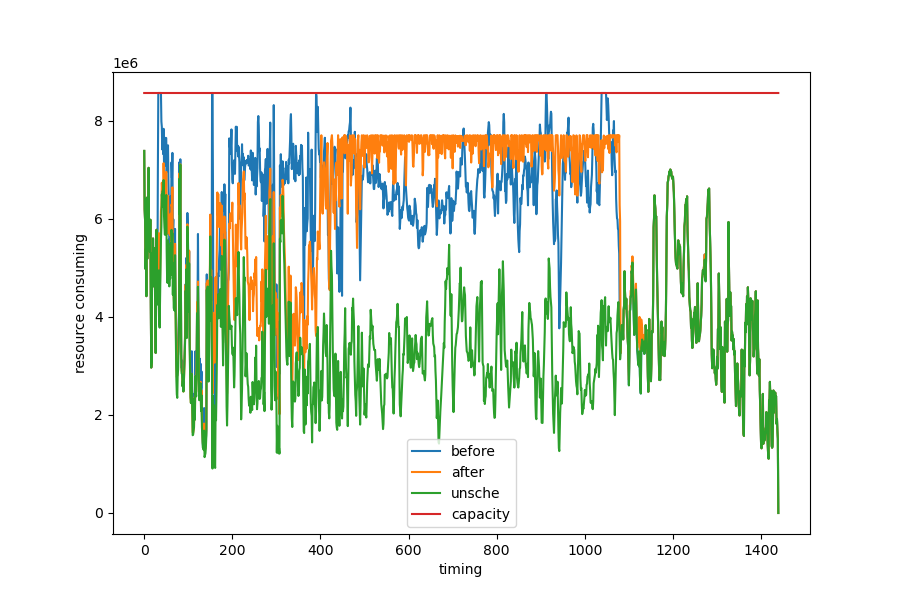 1e6
8
6
4
2
0
resource consuming
before
after
unsche
capacity
0 200 400 600 800 1000 1200 1400
timing